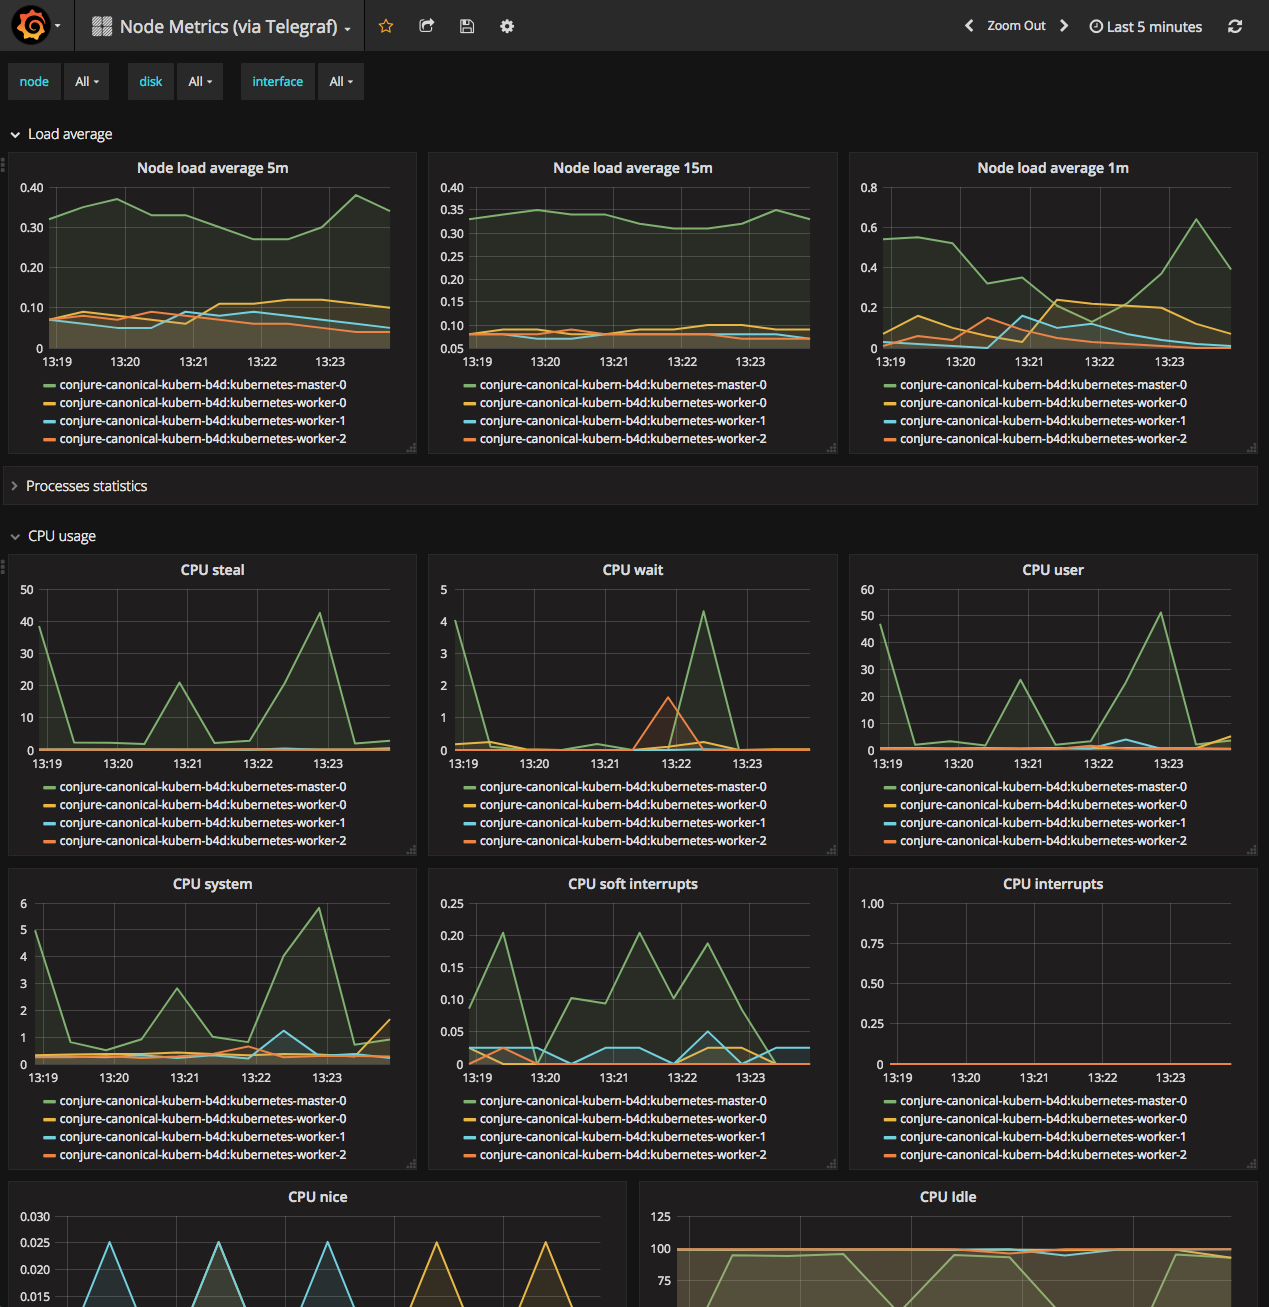 Node Metrics (via Telegraf)
Zoom Out
Last 5 minutes
node All disk All interface All
Load average
Node load average 5m
0.40
0.30
0.20
0.10
0
13:19 13:20 13:21 13:22 13:23
conjure-canonical-kubern-b4d:kubernetes-master-0
conjure-canonical-kubern-b4d:kubernetes-worker-0
conjure-canonical-kubern-b4d:kubernetes-worker-1
conjure-canonical-kubern-b4d:kubernetes-worker-2
Node load average 15m
0.40
0.35
0.30
0.25
0.20
0.15
0.10
0.05
13:19 13:20 13:21 13:22 13:23
conjure-canonical-kubern-b4d:kubernetes-master-0
conjure-canonical-kubern-b4d:kubernetes-worker-0
conjure-canonical-kubern-b4d:kubernetes-worker-1
conjure-canonical-kubern-b4d:kubernetes-worker-2
Node load average 1m
0.8
0.6
0.4
0.2
0
13:19 13:20 13:21 13:22 13:23
conjure-canonical-kubern-b4d:kubernetes-master-0
conjure-canonical-kubern-b4d:kubernetes-worker-0
conjure-canonical-kubern-b4d:kubernetes-worker-1
conjure-canonical-kubern-b4d:kubernetes-worker-2
Processes statistics
CPU usage
CPU steal
50
40
30
20
10
0
13:19 13:20 13:21 13:22 13:23
conjure-canonical-kubern-b4d:kubernetes-master-0
conjure-canonical-kubern-b4d:kubernetes-worker-0
conjure-canonical-kubern-b4d:kubernetes-worker-1
conjure-canonical-kubern-b4d:kubernetes-worker-2
CPU wait
5
4
3
2
1
0
13:19 13:20 13:21 13:22 13:23
conjure-canonical-kubern-b4d:kubernetes-master-0
conjure-canonical-kubern-b4d:kubernetes-worker-0
conjure-canonical-kubern-b4d:kubernetes-worker-1
conjure-canonical-kubern-b4d:kubernetes-worker-2
CPU user
60
50
40
30
20
10
0
13:19 13:20 13:21 13:22 13:23
conjure-canonical-kubern-b4d:kubernetes-master-0
conjure-canonical-kubern-b4d:kubernetes-worker-0
conjure-canonical-kubern-b4d:kubernetes-worker-1
conjure-canonical-kubern-b4d:kubernetes-worker-2
CPU system
6
5
4
3
2
1
0
13:19 13:20 13:21 13:22 13:23
conjure-canonical-kubern-b4d:kubernetes-master-0
conjure-canonical-kubern-b4d:kubernetes-worker-0
conjure-canonical-kubern-b4d:kubernetes-worker-1
conjure-canonical-kubern-b4d:kubernetes-worker-2
CPU soft interrupts
0.25
0.20
0.15
0.10
0.05
0
13:19 13:20 13:21 13:22 13:23
conjure-canonical-kubern-b4d:kubernetes-master-0
conjure-canonical-kubern-b4d:kubernetes-worker-0
conjure-canonical-kubern-b4d:kubernetes-worker-1
conjure-canonical-kubern-b4d:kubernetes-worker-2
CPU interrupts
1.00
0.75
0.50
0.25
0
13:19 13:20 13:21 13:22 13:23
conjure-canonical-kubern-b4d:kubernetes-master-0
conjure-canonical-kubern-b4d:kubernetes-worker-0
conjure-canonical-kubern-b4d:kubernetes-worker-1
conjure-canonical-kubern-b4d:kubernetes-worker-2
CPU nice
0.030
0.025
0.020
0.015
CPU Idle
125
100
75